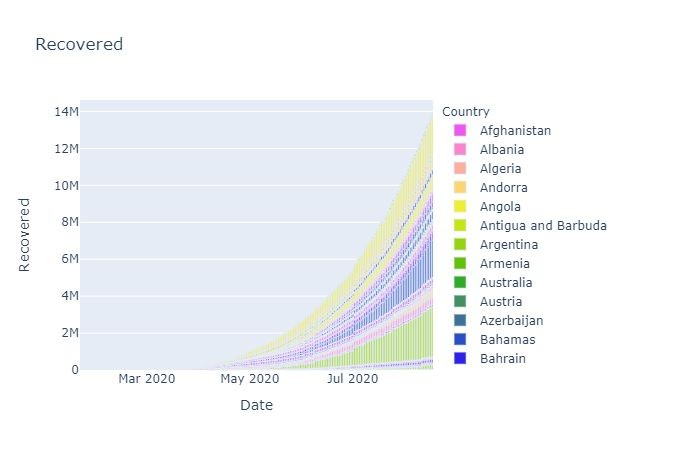 Recovered
14M
12M
10M
8M
6M
4M
2M
0
Recovered
Mar 2020
May 2020
Jul 2020
Date
Country
Afghanistan
Albania
Algeria
Andorra
Angola
Antigua and Barbuda
Argentina
Armenia
Australia
Austria
Azerbaijan
Bahamas
Bahrain